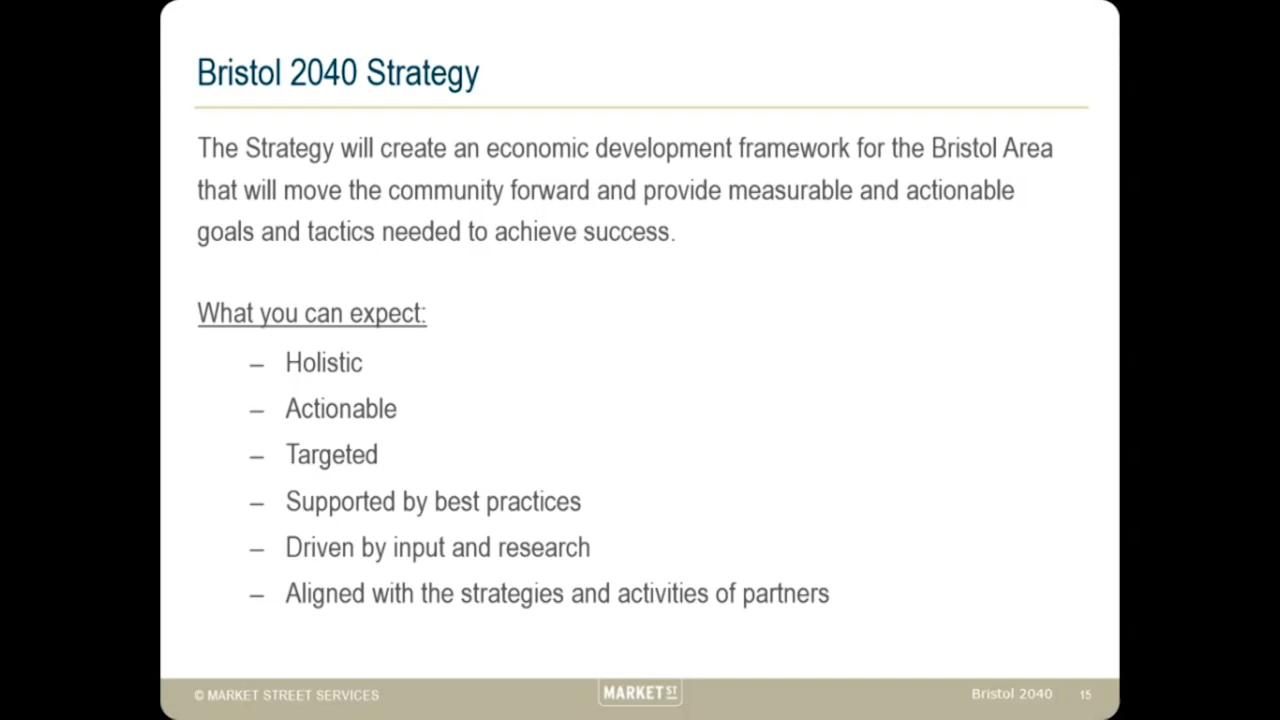 Bristol 2040 Strategy
The Strategy will create an economic development framework for the Bristol Area
that will move the community forward and provide measurable and actionable
goals and tactics needed to achieve success.
What you can expect:
– Holistic
– Actionable
– Targeted
– Supported by best practices
– Driven by input and research
– Aligned with the strategies and activities of partners
© MARKET STREET SERVICES
MARKET ST
Bristol 2040 15